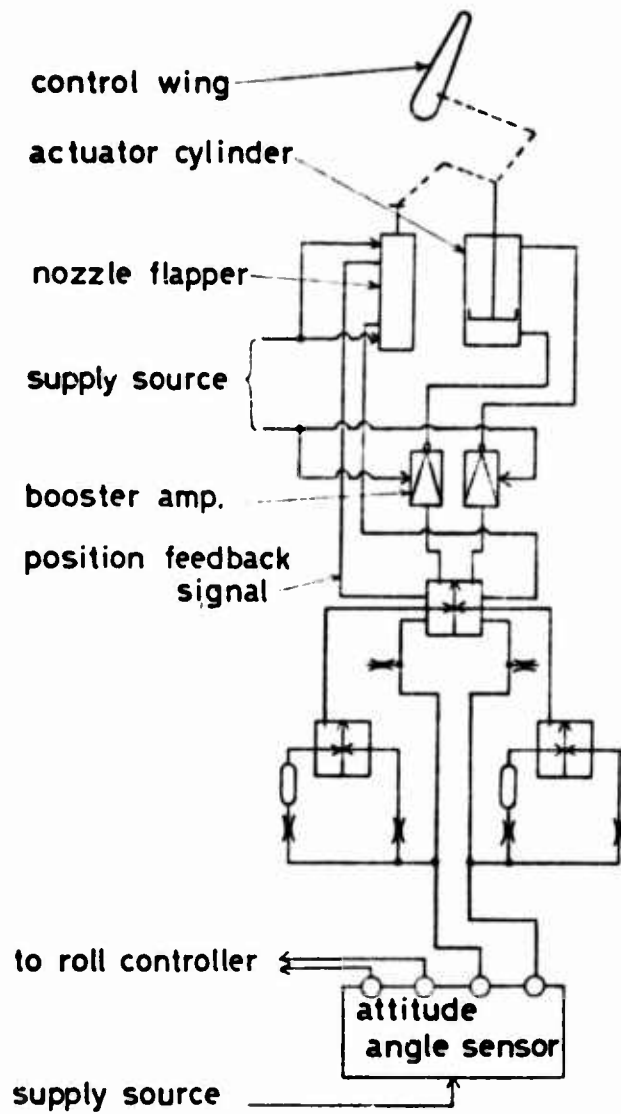 control wing
actuator cylinder
nozzle flapper
supply source
booster amp.
position feedback
signal
to roll controller
attitude
angle sensor
supply source